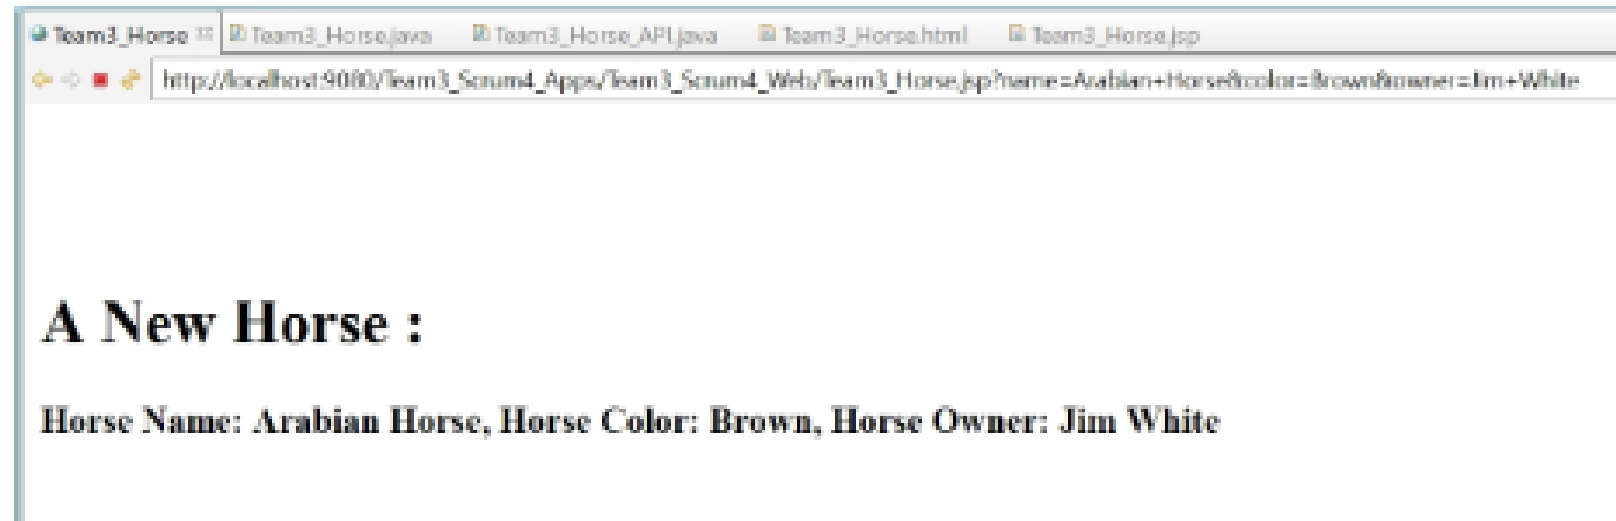 Team3_Horse Team3_Horse.java Team3_Horse_API.java Team3_Horse.html Team3_Horse.jsp
http://localhost:9080/Team3_Scrum4_Apps/Team3_Scrum4_Web/Team3_Horse.jsp?name=Arabian+Horse&color=Brown&owner=Jim+White
A New Horse :
Horse Name: Arabian Horse, Horse Color: Brown, Horse Owner: Jim White